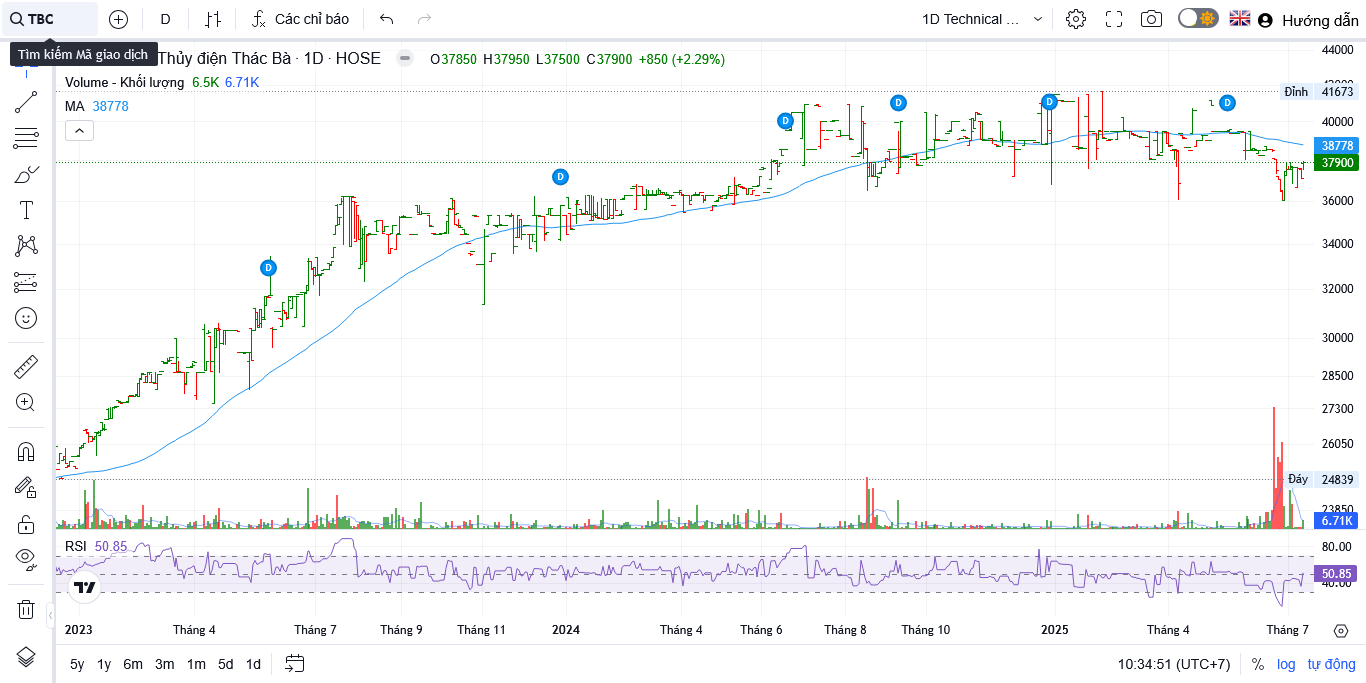 TBC
D
Các chỉ báo
1D Technical ...
Hướng dẫn
Tìm kiếm Mã giao dịch
Thủy điện Thác Bà · 1D · HOSE
O37850 H37950 L37500 C37900 +850 (+2.29%)
Volume - Khối lượng 6.5K 6.71K
MA 38778
44000
Đỉnh 41673
40000
38778
37900
36000
34000
32000
30000
28500
27300
26050
Đáy 24839
23850
6.71K
D
D
D
D
D
D
RSI 50.85
80.00
50.85
40.00
2023 Tháng 4 Tháng 7 Tháng 9 Tháng 11 2024 Tháng 4 Tháng 6 Tháng 8 Tháng 10 2025 Tháng 4 Tháng 7
5y 1y 6m 3m 1m 5d 1d
10:34:51 (UTC+7) % log tự động